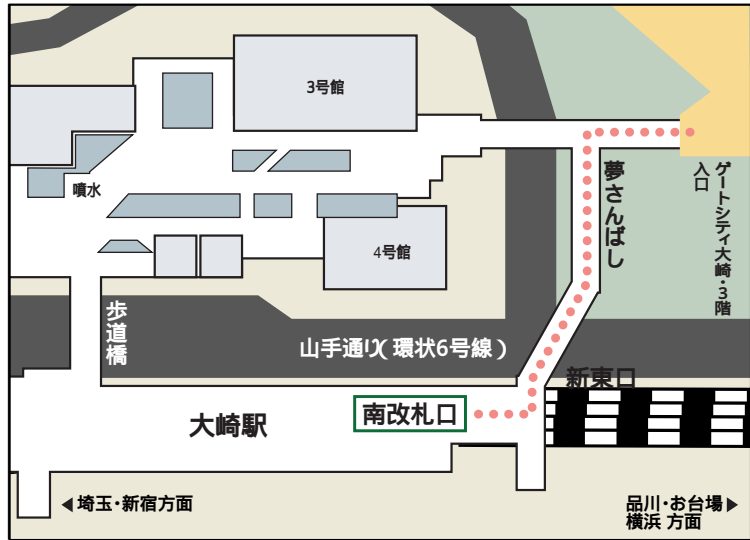 3号館
噴水
夢さんばし
ゲートシティ大崎・3階
入口
4号館
歩道橋
山手通り(環状6号線)
新東口
南改札口
大崎駅
◀埼玉・新宿方面
品川・お台場▶
横浜 方面